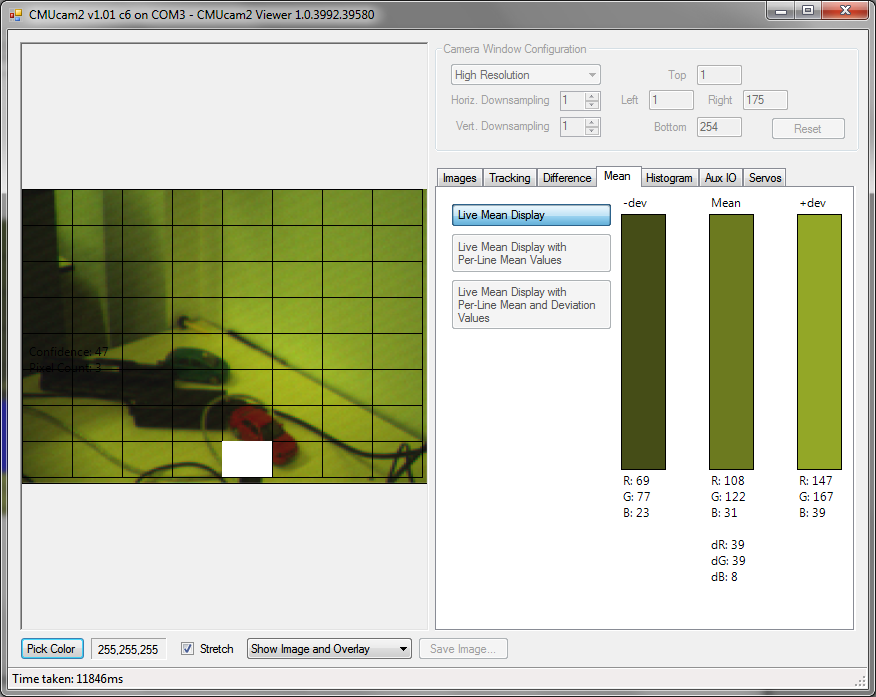 CMUcam2 v1.01 c6 on COM3 - CMUcam2 Viewer 1.0.3992.39580
Camera Window Configuration
High Resolution
Top 1
Horiz. Downsampling 1 Left 1 Right 175
Vert. Downsampling 1 Bottom 254 Reset
Images Tracking Difference Mean Histogram Aux IO Servos
Live Mean Display
Live Mean Display with
Per-Line Mean Values
Live Mean Display with
Per-Line Mean and Deviation
Values
-dev Mean +dev
Confidence: 47
Pixel Count: 3
R: 69 R: 108 R: 147
G: 77 G: 122 G: 167
B: 23 B: 31 B: 39
dR: 39
dG: 39
dB: 8
Pick Color 255,255,255 Stretch Show Image and Overlay Save Image...
Time taken: 11846ms